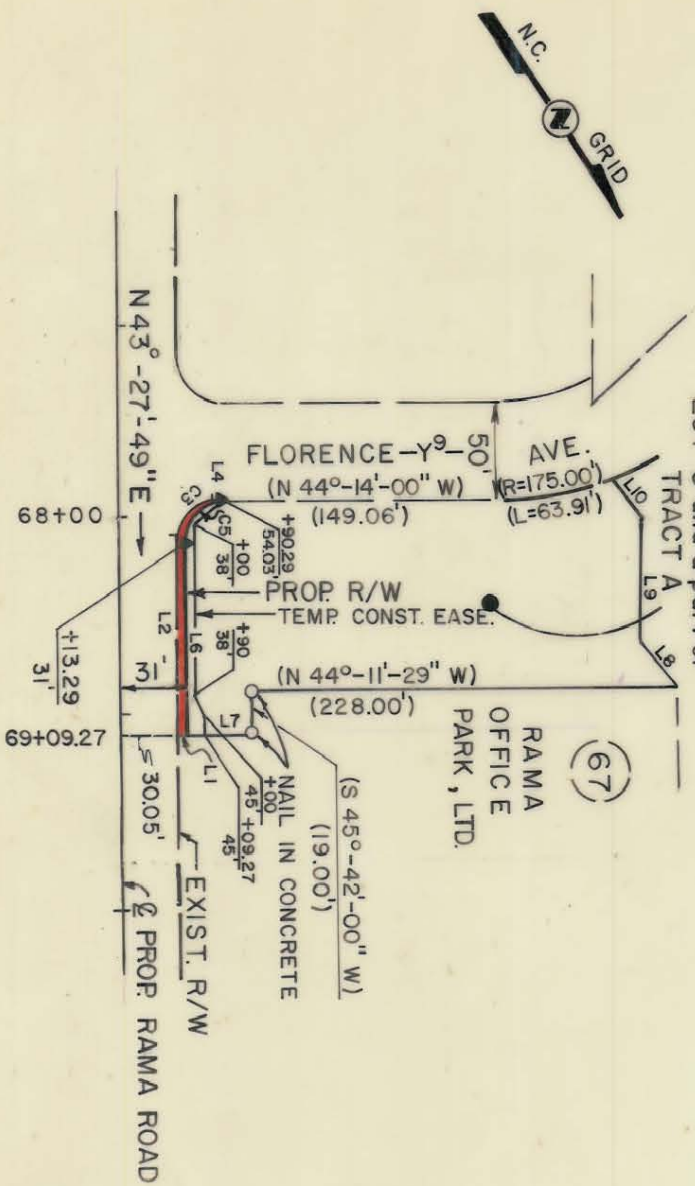 N.C.
GRID
N
TRACT A
L10
L9
L8
FLORENCE-Y9-50'
AVE.
(N 44°-14'-00" W)
(149.06')
(R=175.00')
(L=63.91')
N 43°-27'-49" E
68+00
L4
C3
C5
+90.29
54.03'
+00
38'
PROP. R/W
TEMP. CONST. EASE.
L2
L6
+90
38
+13.29
31'
31'
(N 44°-11'-29" W)
(228.00')
L7
69+09.27
L1
30.05'
+00
45'
+09.27
45'
NAIL IN CONCRETE
(S 45°-42'-00" W)
(19.00')
RAMA
OFFICE
PARK, LTD.
67
EXIST. R/W
℄ PROP. RAMA ROAD